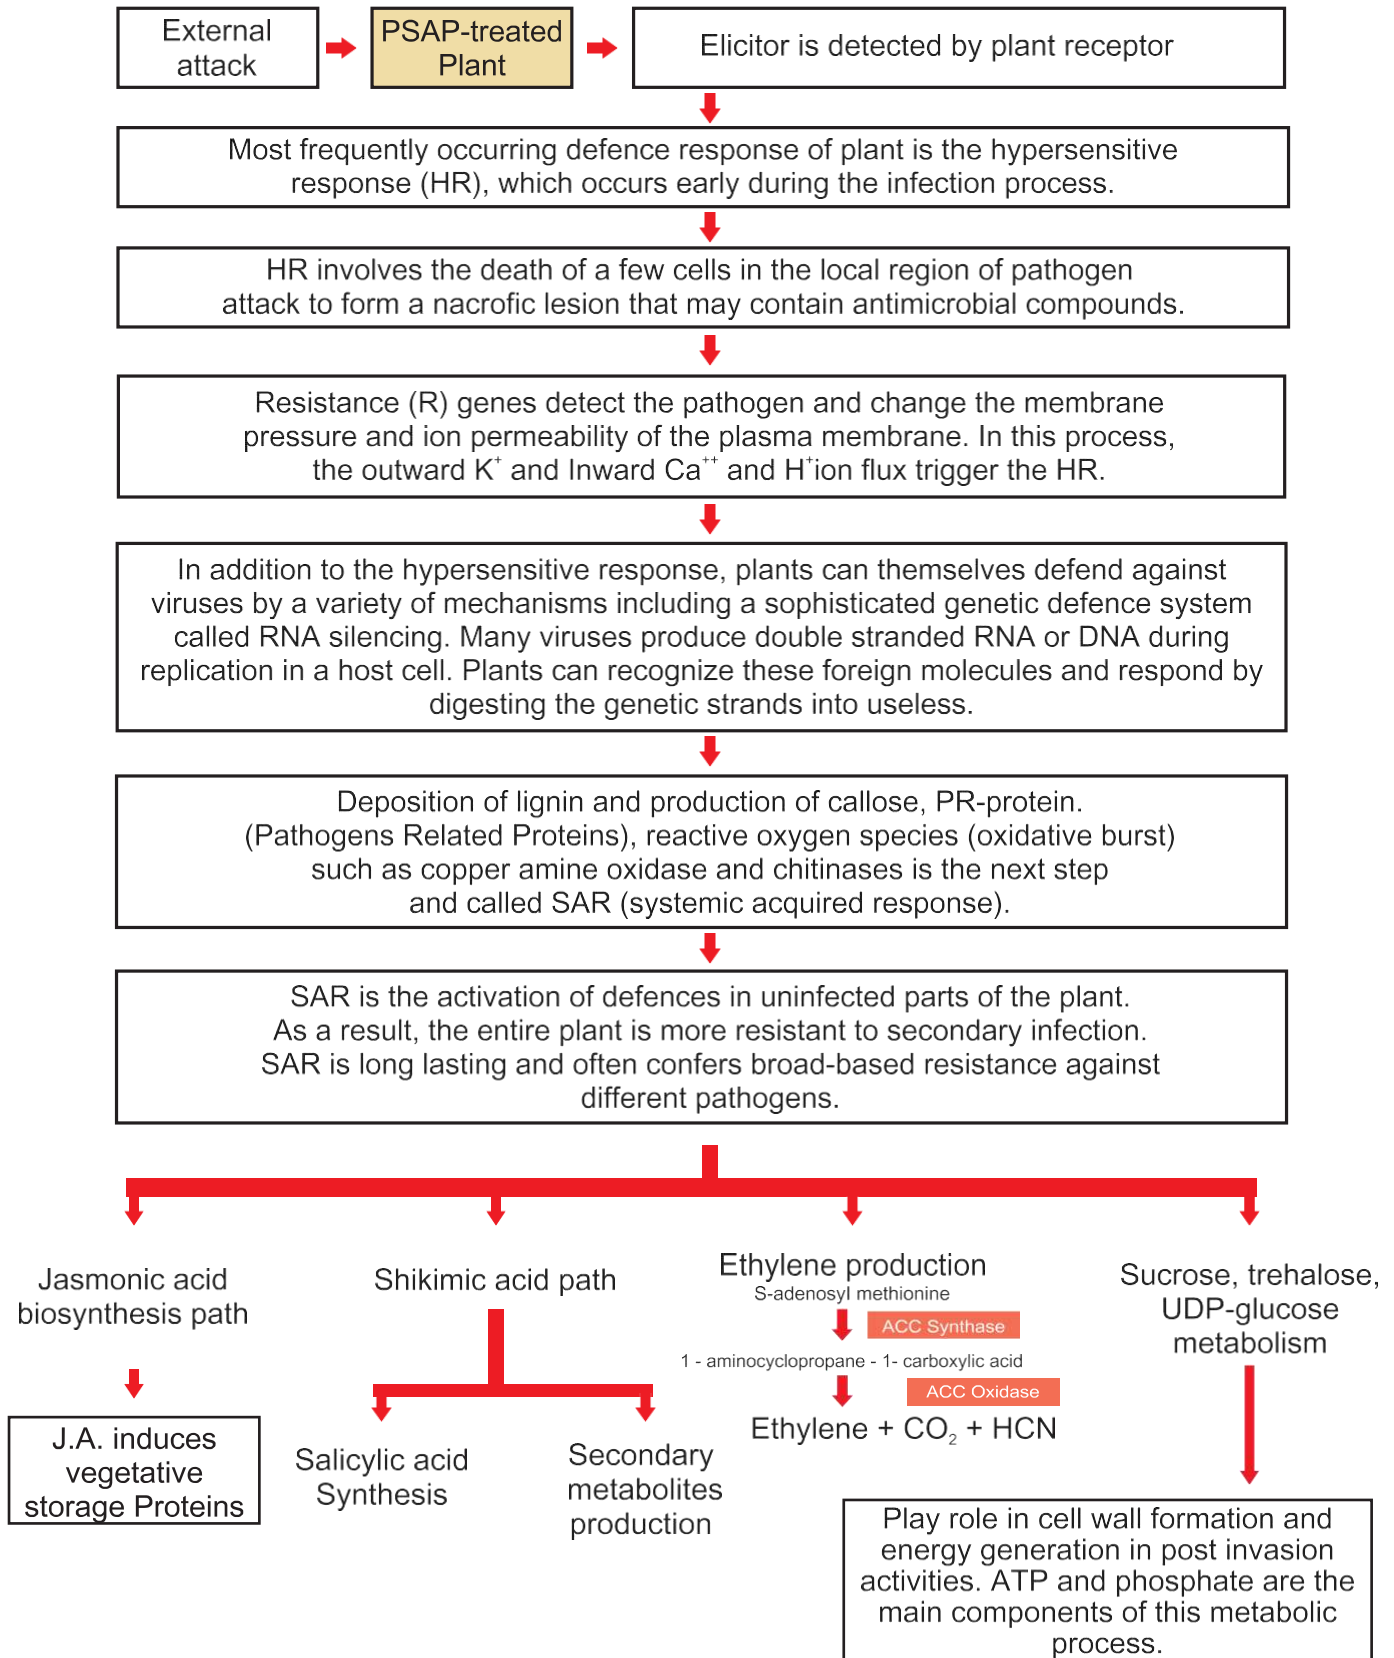 External
attack
PSAP-treated
Plant
Elicitor is detected by plant receptor
Most frequently occurring defence response of plant is the hypersensitive
response (HR), which occurs early during the infection process.
HR involves the death of a few cells in the local region of pathogen
attack to form a nacrofic lesion that may contain antimicrobial compounds.
Resistance (R) genes detect the pathogen and change the membrane
pressure and ion permeability of the plasma membrane. In this process,
the outward K⁺ and Inward Ca⁺⁺ and H⁺ion flux trigger the HR.
In addition to the hypersensitive response, plants can themselves defend against
viruses by a variety of mechanisms including a sophisticated genetic defence system
called RNA silencing. Many viruses produce double stranded RNA or DNA during
replication in a host cell. Plants can recognize these foreign molecules and respond by
digesting the genetic strands into useless.
Deposition of lignin and production of callose, PR-protein.
(Pathogens Related Proteins), reactive oxygen species (oxidative burst)
such as copper amine oxidase and chitinases is the next step
and called SAR (systemic acquired response).
SAR is the activation of defences in uninfected parts of the plant.
As a result, the entire plant is more resistant to secondary infection.
SAR is long lasting and often confers broad-based resistance against
different pathogens.
Jasmonic acid
biosynthesis path
J.A. induces
vegetative
storage Proteins
Shikimic acid path
Salicylic acid
Synthesis
Secondary
metabolites
production
Ethylene production
S-adenosyl methionine
ACC Synthase
1 - aminocyclopropane - 1- carboxylic acid
ACC Oxidase
Ethylene + CO₂ + HCN
Sucrose, trehalose,
UDP-glucose
metabolism
Play role in cell wall formation and
energy generation in post invasion
activities. ATP and phosphate are the
main components of this metabolic
process.